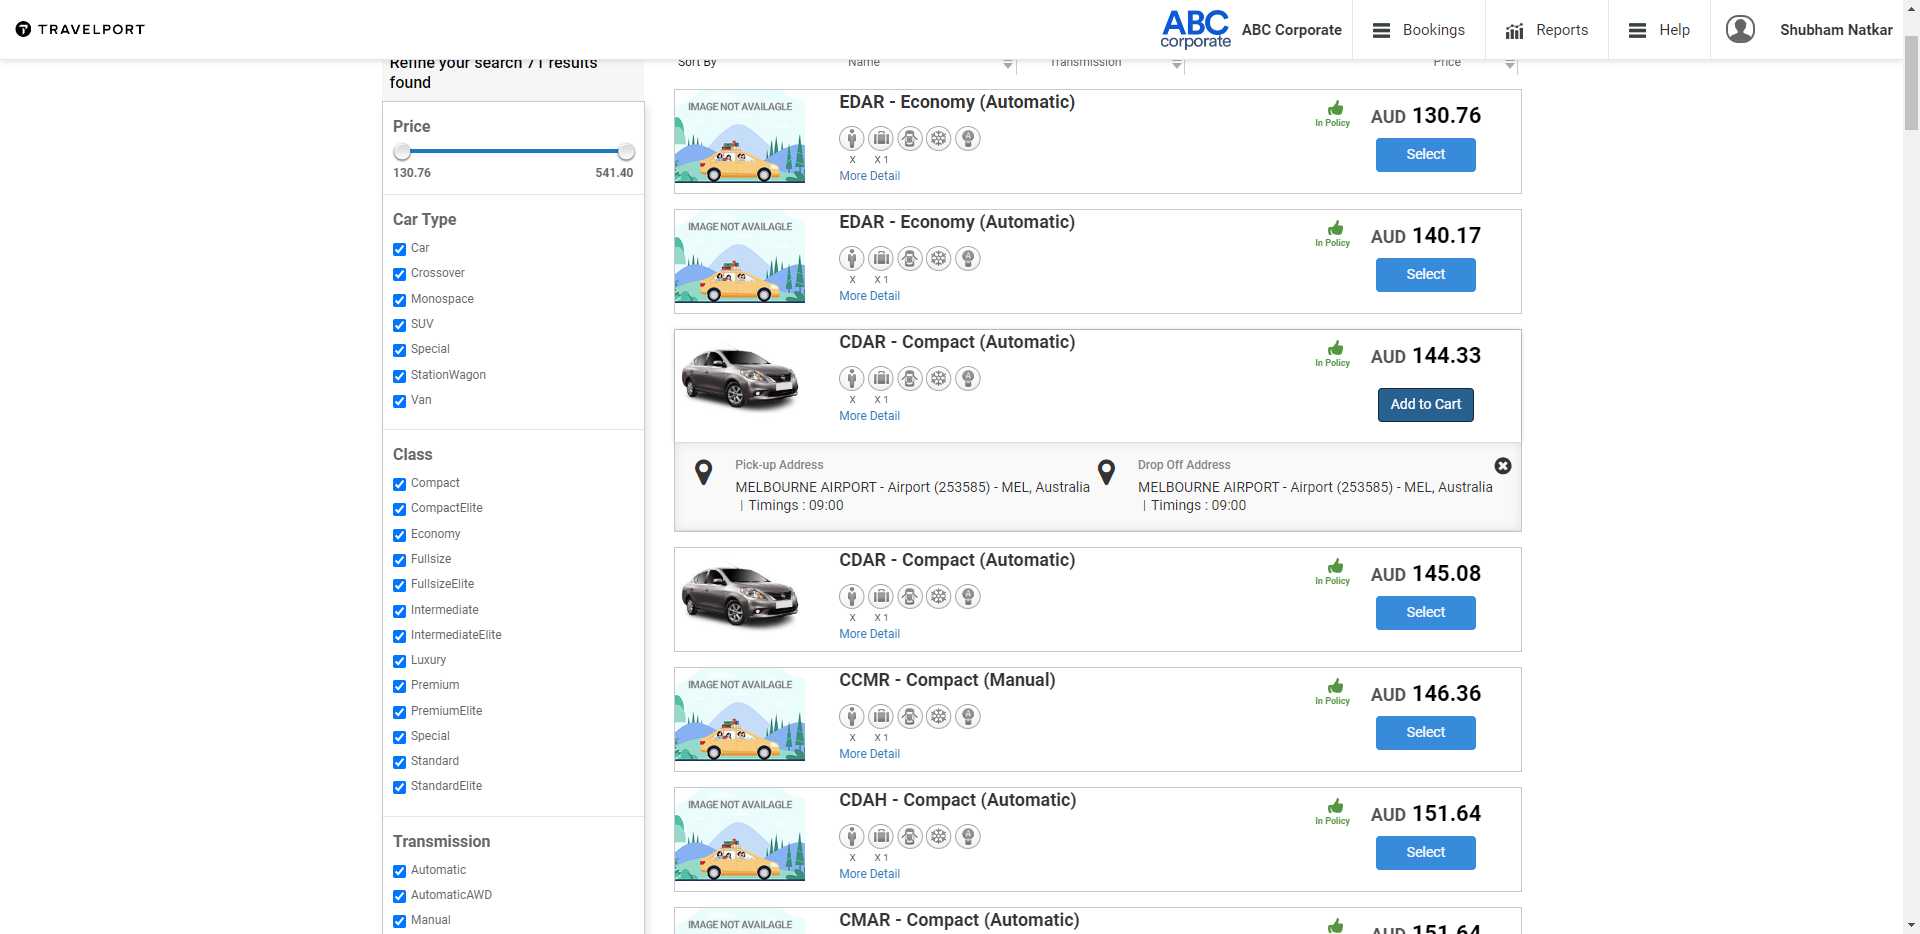 TRAVELPORT
ABC
corporate
ABC Corporate
Bookings
Reports
Help
Shubham Natkar
Refine your search 71 results
found
Price
130.76 541.40
Car Type
Car
Crossover
Monospace
SUV
Special
StationWagon
Van
Class
Compact
CompactElite
Economy
Fullsize
FullsizeElite
Intermediate
IntermediateElite
Luxury
Premium
PremiumElite
Special
Standard
StandardElite
Transmission
Automatic
AutomaticAWD
Manual
Sort By Name Transmission Price
IMAGE NOT AVAILAGLE
EDAR - Economy (Automatic)
X X 1
More Detail
In Policy
AUD 130.76
Select
IMAGE NOT AVAILAGLE
EDAR - Economy (Automatic)
X X 1
More Detail
In Policy
AUD 140.17
Select
CDAR - Compact (Automatic)
X X 1
More Detail
In Policy
AUD 144.33
Add to Cart
Pick-up Address
MELBOURNE AIRPORT - Airport (253585) - MEL, Australia
| Timings : 09:00
Drop Off Address
MELBOURNE AIRPORT - Airport (253585) - MEL, Australia
| Timings : 09:00
CDAR - Compact (Automatic)
X X 1
More Detail
In Policy
AUD 145.08
Select
IMAGE NOT AVAILAGLE
CCMR - Compact (Manual)
X X 1
More Detail
In Policy
AUD 146.36
Select
IMAGE NOT AVAILAGLE
CDAH - Compact (Automatic)
X X 1
More Detail
In Policy
AUD 151.64
Select
IMAGE NOT AVAILAGLE
CMAR - Compact (Automatic)
AUD 151.64